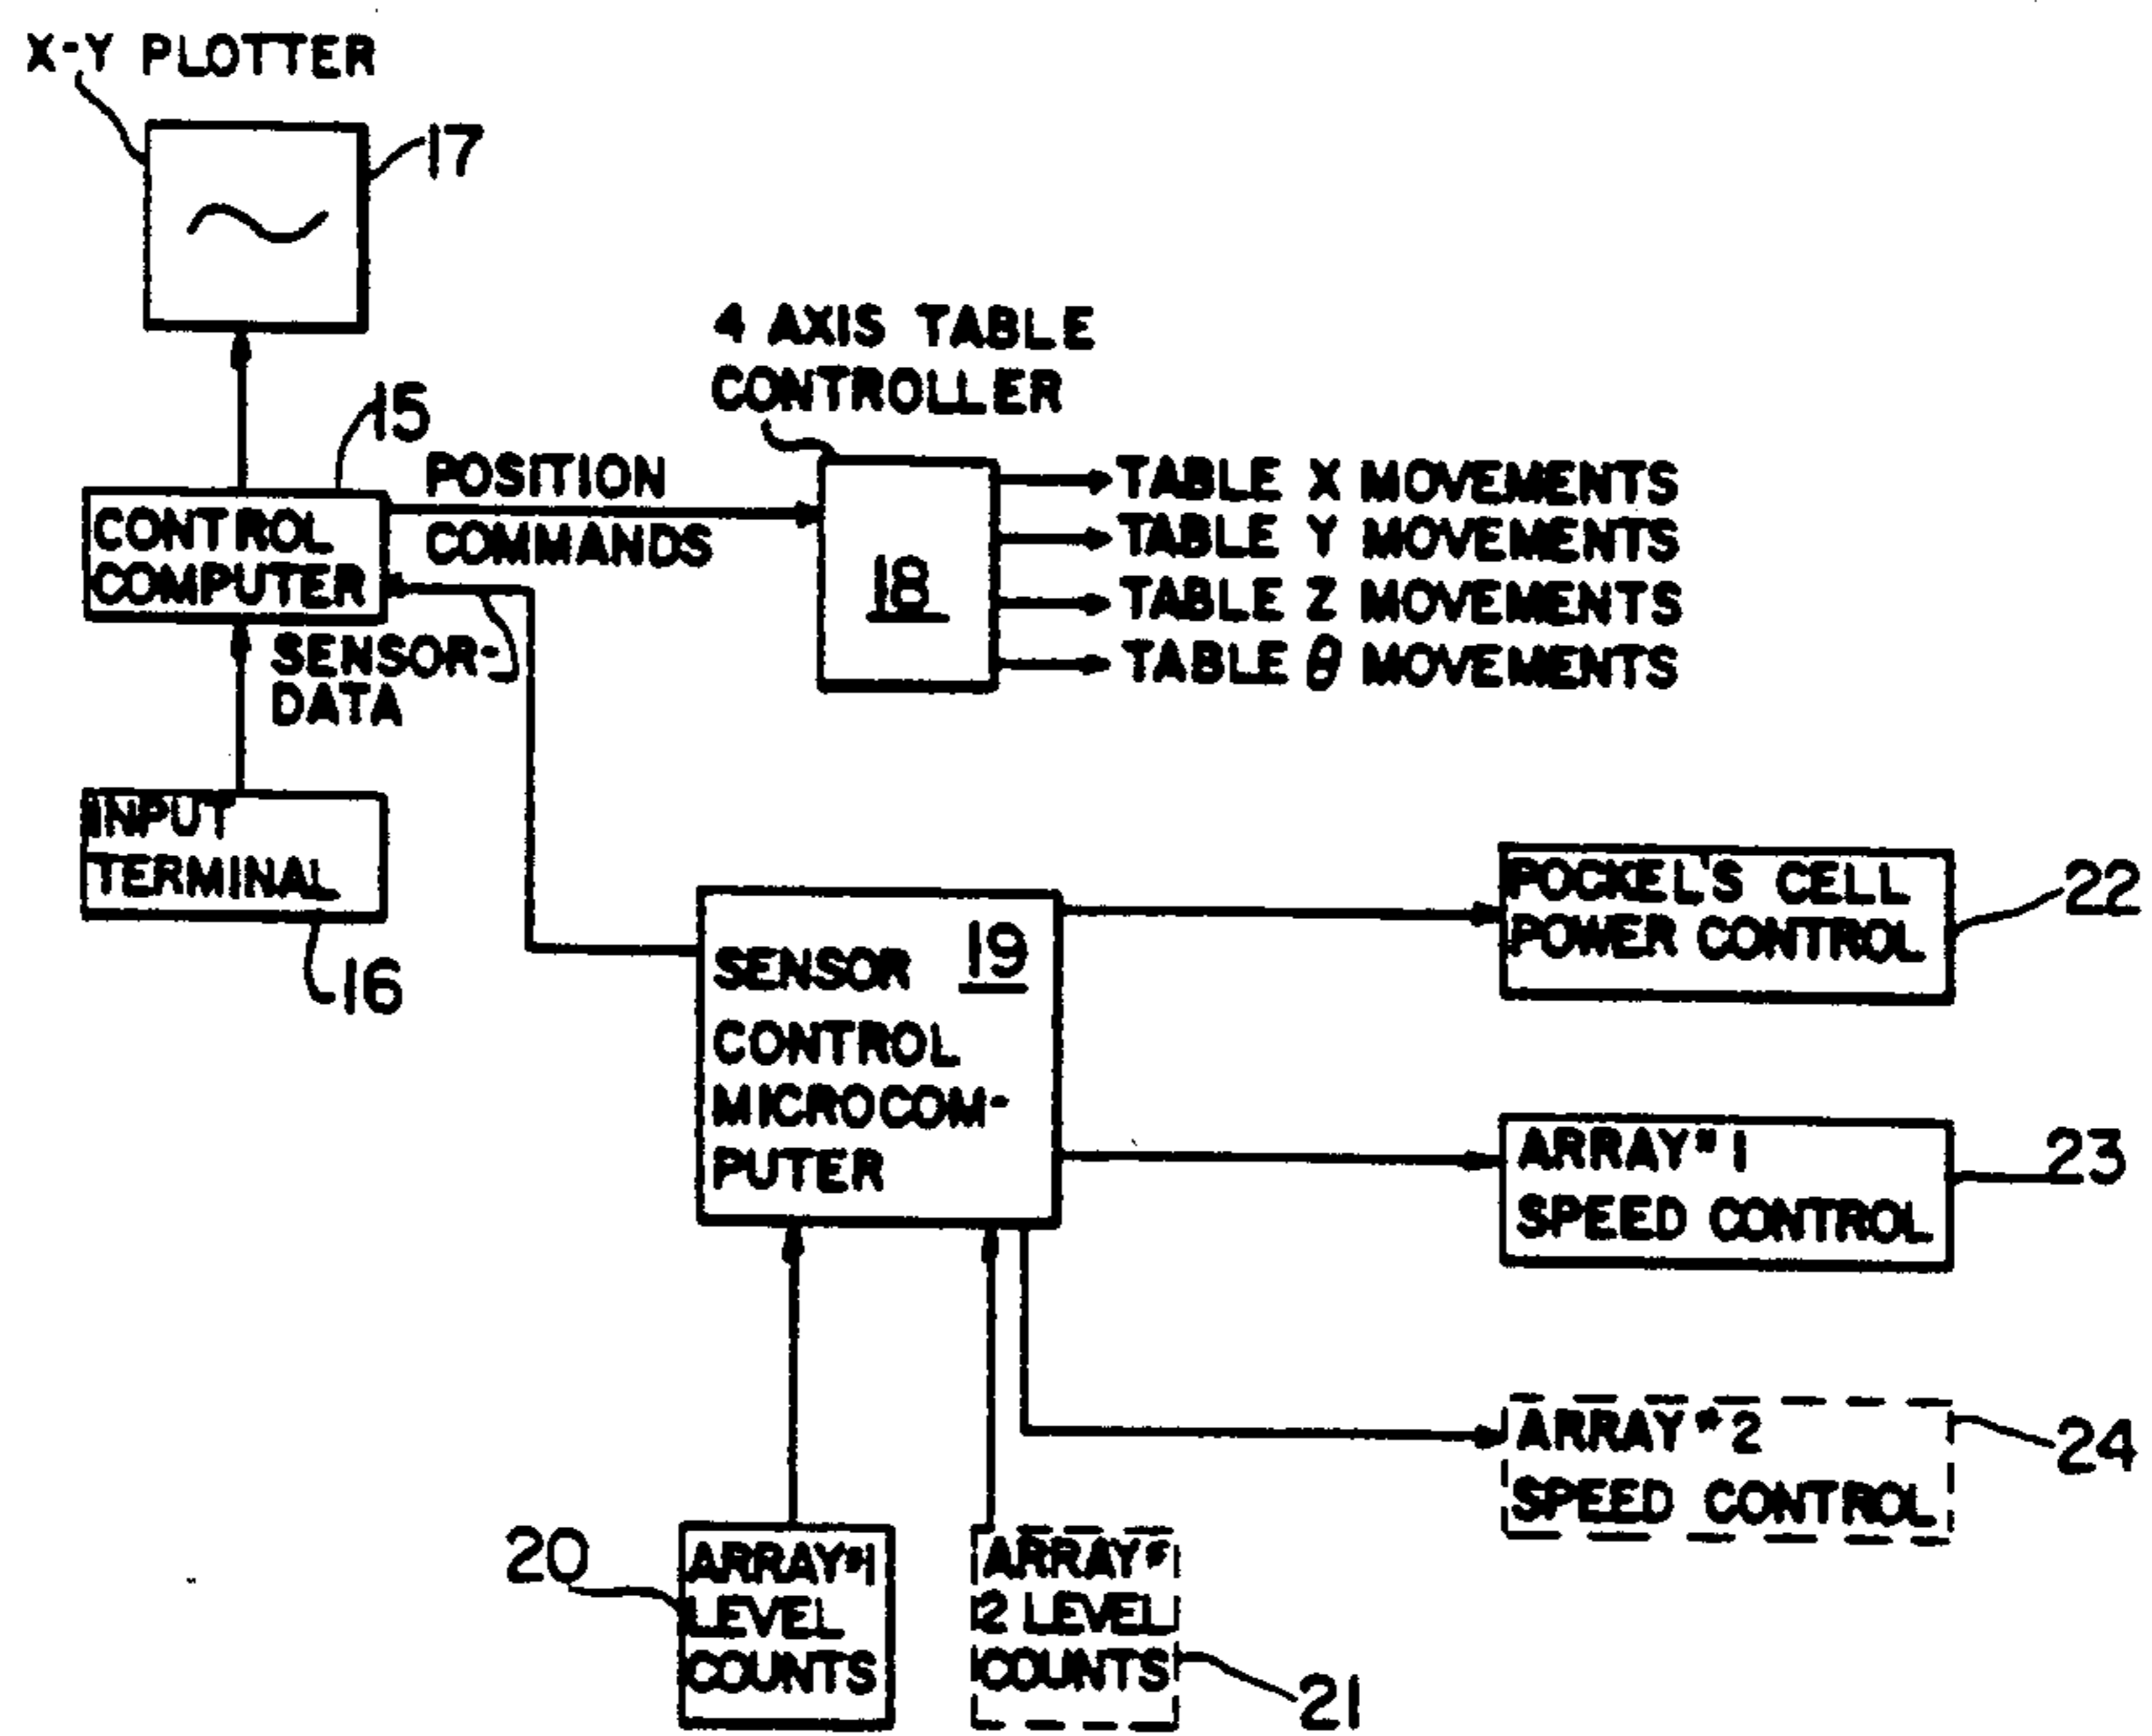 X-Y PLOTTER
17
4 AXIS TABLE
CONTROLLER
15
POSITION
COMMANDS
CONTROL
COMPUTER
18
TABLE X MOVEMENTS
TABLE Y MOVEMENTS
TABLE Z MOVEMENTS
TABLE θ MOVEMENTS
SENSOR-
DATA
INPUT
TERMINAL
16
19
SENSOR
CONTROL
MICROCOM-
PUTER
POCKEL'S CELL
POWER CONTROL
22
ARRAY #1
SPEED CONTROL
23
ARRAY #2
SPEED CONTROL
24
20
ARRAY #1
LEVEL
COUNTS
ARRAY #
2 LEVEL
COUNTS
21